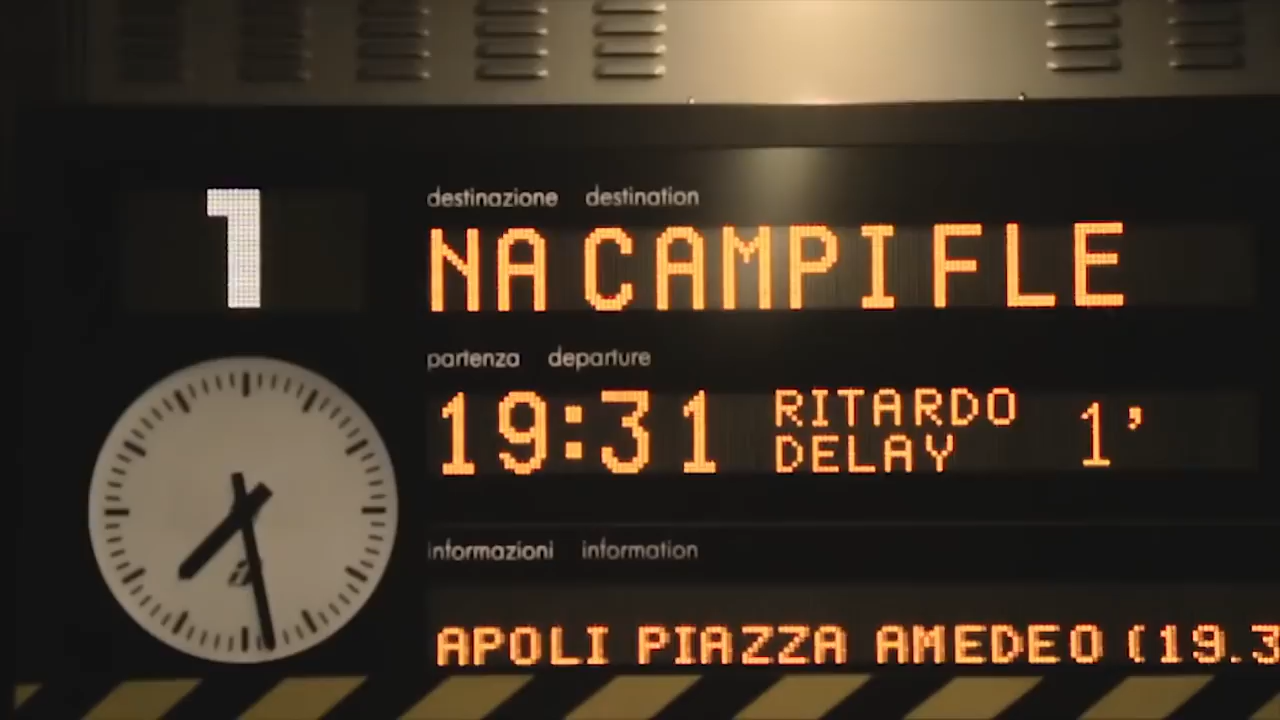 1
destinazione destination
NA CAMPI FLE
partenza departure
19:31 RITARDO DELAY 1’
informazioni information
APOLI PIAZZA AMEDEO (19.3